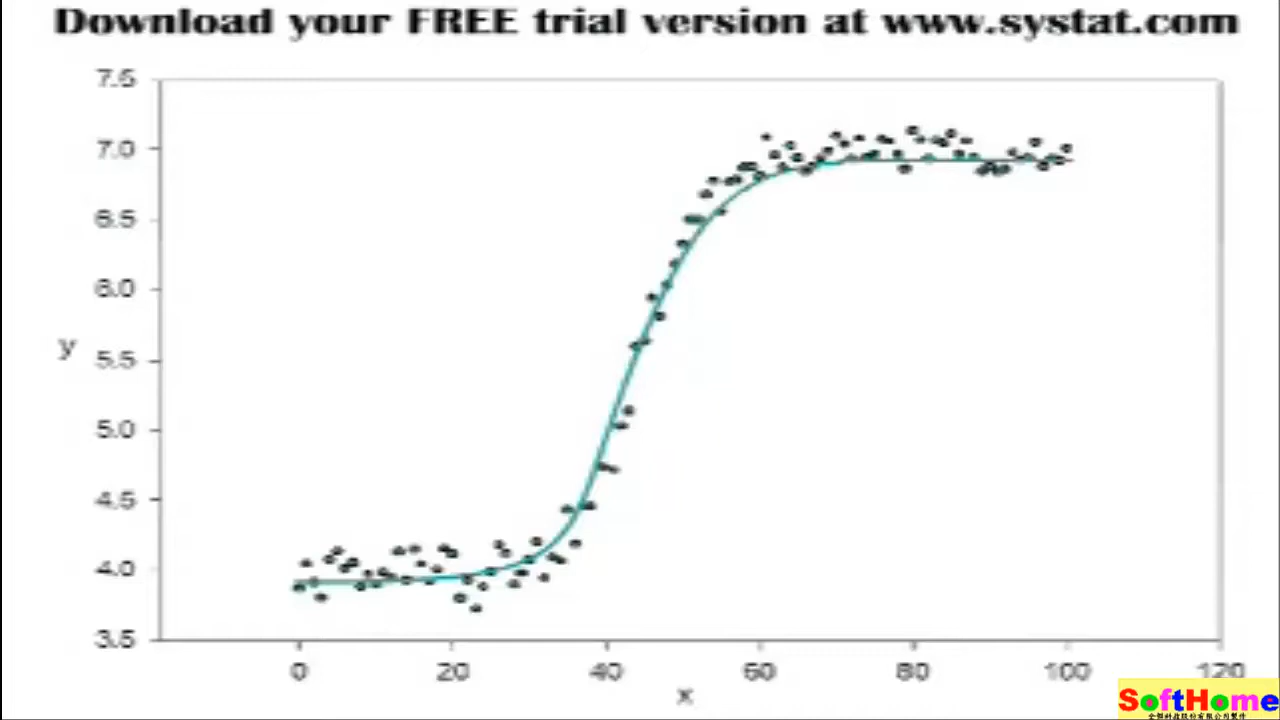 Download your FREE trial version at www.systat.com
7.5
7.0
6.5
6.0
5.5
5.0
4.5
4.0
3.5
y
0 20 40 60 80 100 120
x
SoftHome